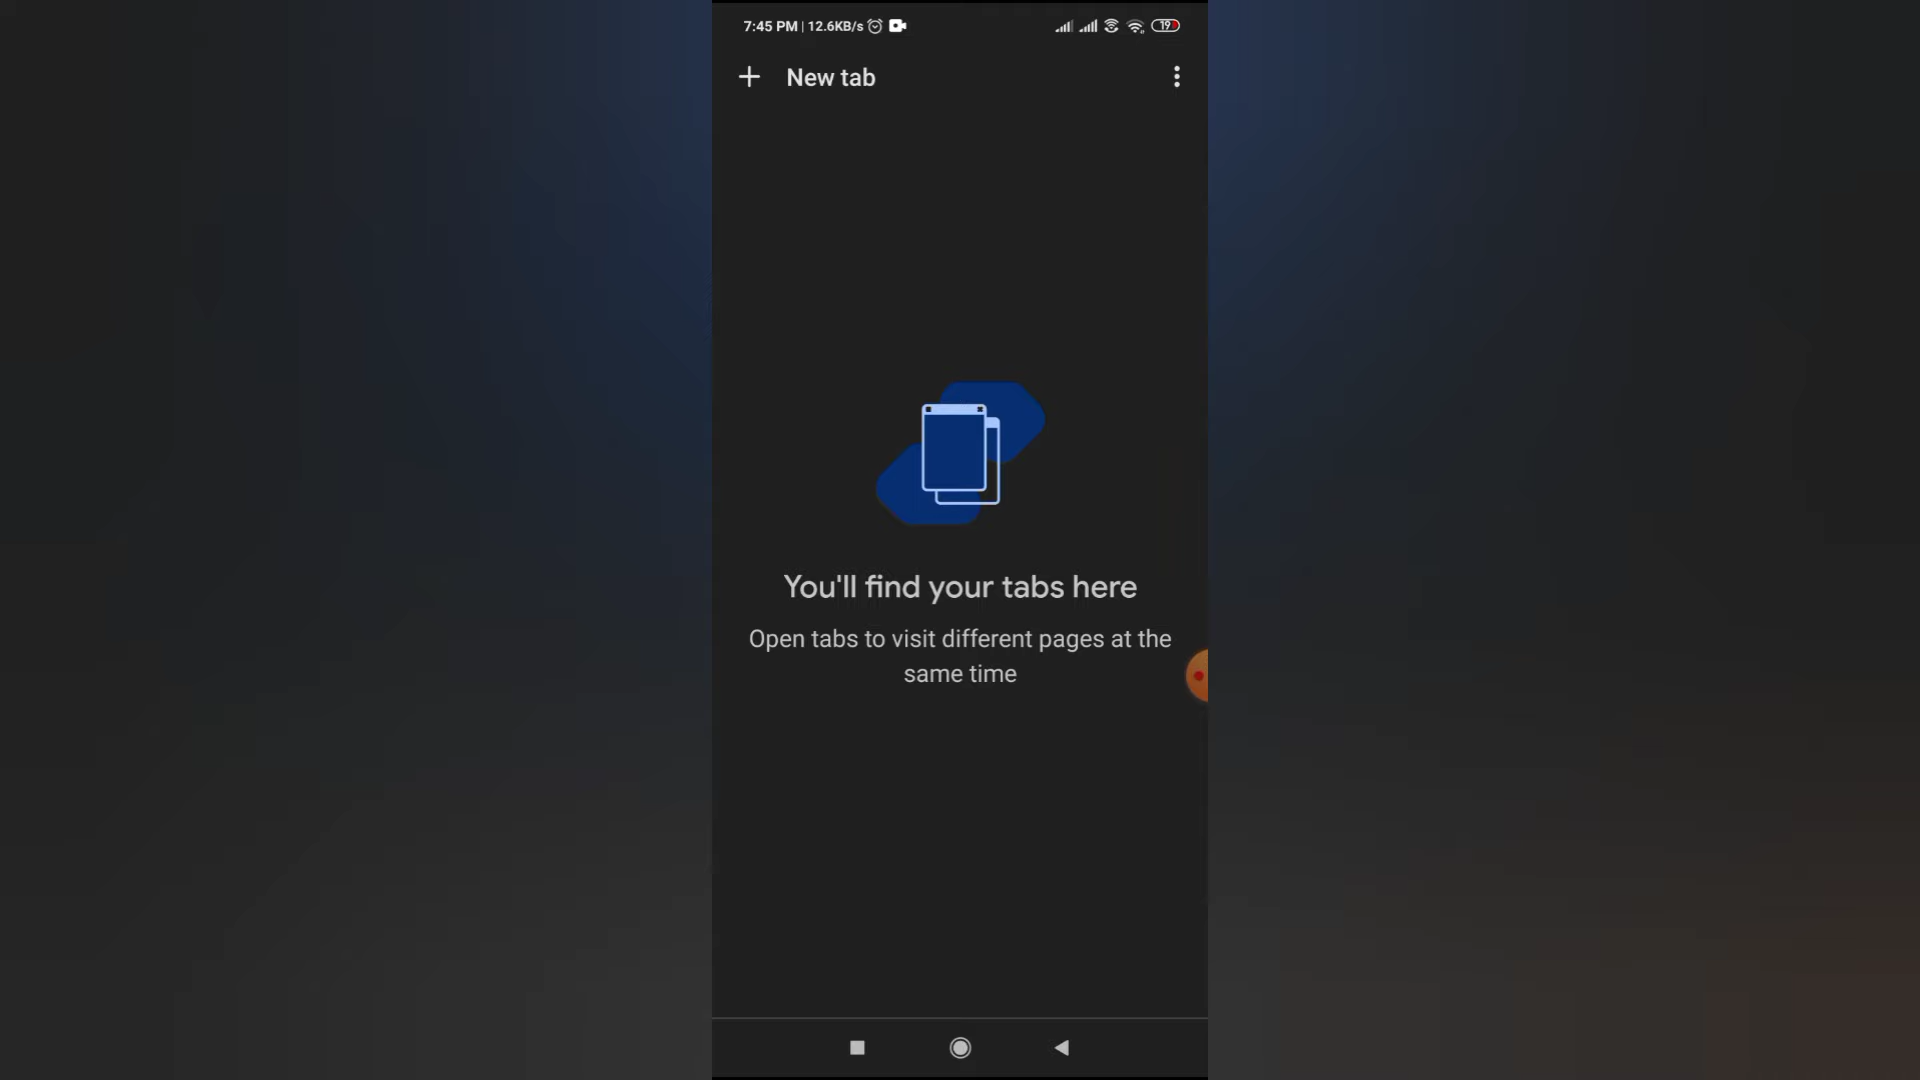 7:45 PM | 12.6KB/s
19
New tab
You'll find your tabs here
Open tabs to visit different pages at the
same time